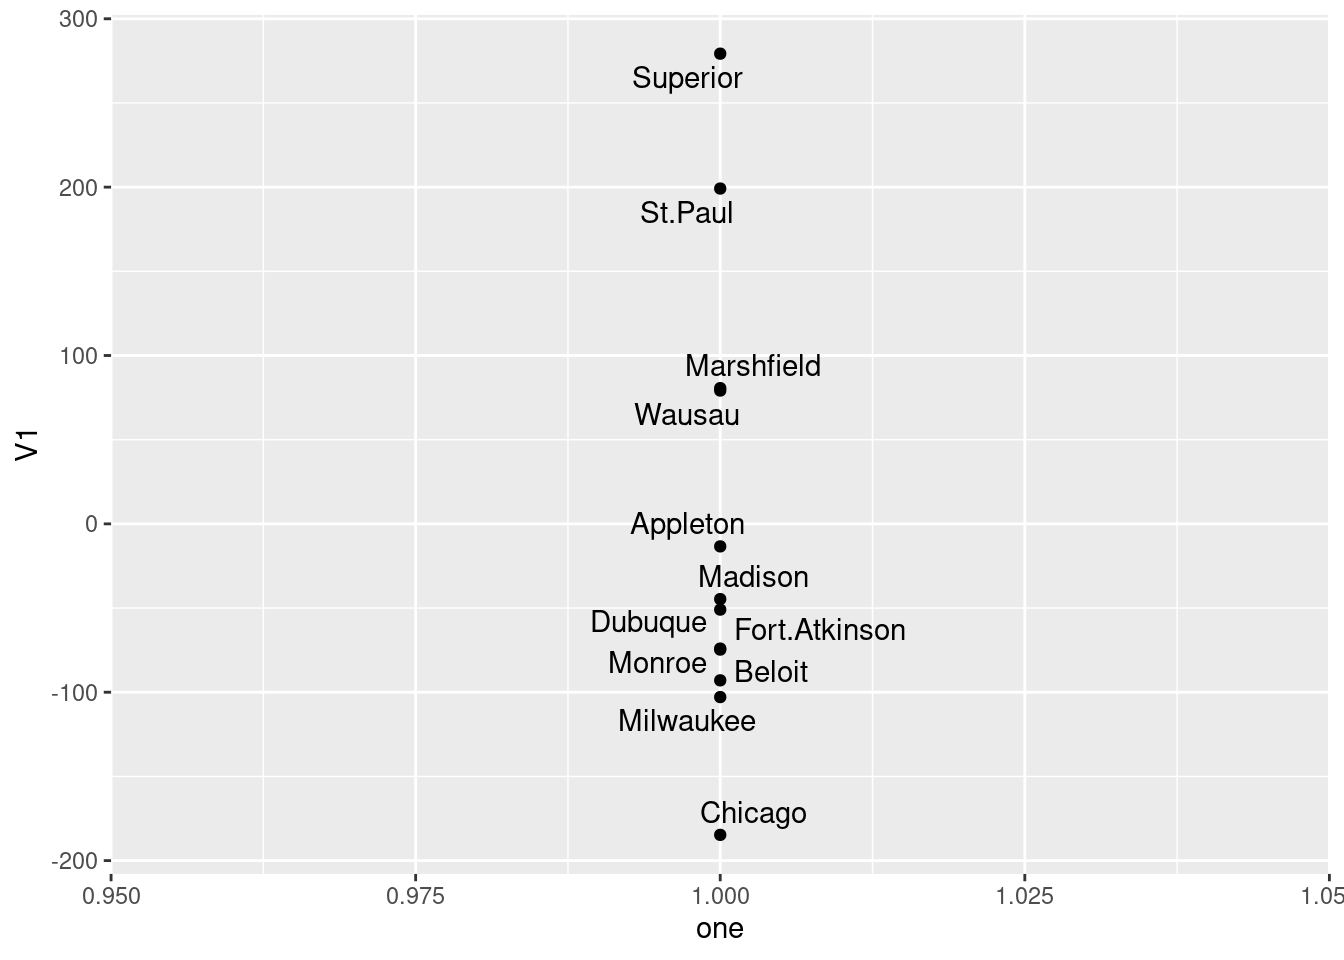 300
Superior
200
St.Paul
100
Marshfield
Wausau
V1
0
Appleton
Madison
Dubuque
Fort.Atkinson
Monroe
Beloit
-100
Milwaukee
Chicago
-200
0.950 0.975 1.000 1.025 1.05
one